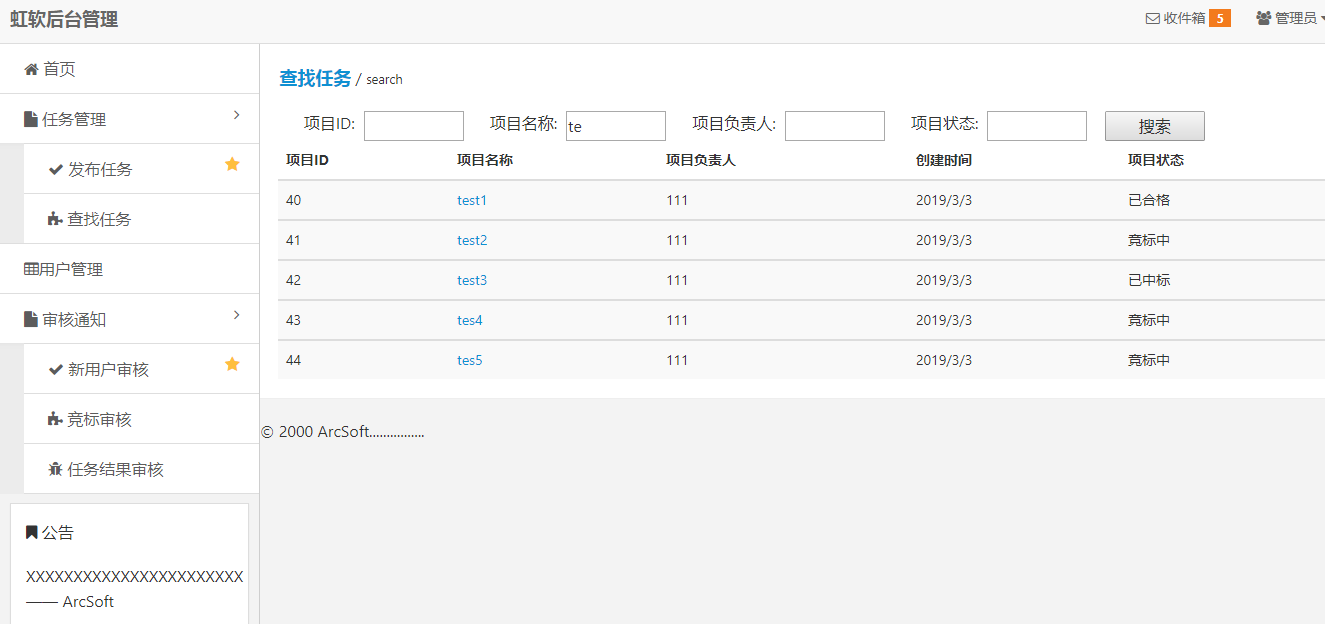 虹软后台管理
收件箱 5 管理员
首页
任务管理
发布任务
查找任务
用户管理
审核通知
新用户审核
竞标审核
任务结果审核
公告
XXXXXXXXXXXXXXXXXXXXXXX
—— ArcSoft
查找任务 / search
项目ID: 项目名称: te 项目负责人: 项目状态: 搜索
项目ID 项目名称 项目负责人 创建时间 项目状态
40 test1 111 2019/3/3 已合格
41 test2 111 2019/3/3 竞标中
42 test3 111 2019/3/3 已中标
43 tes4 111 2019/3/3 竞标中
44 tes5 111 2019/3/3 竞标中
© 2000 ArcSoft................